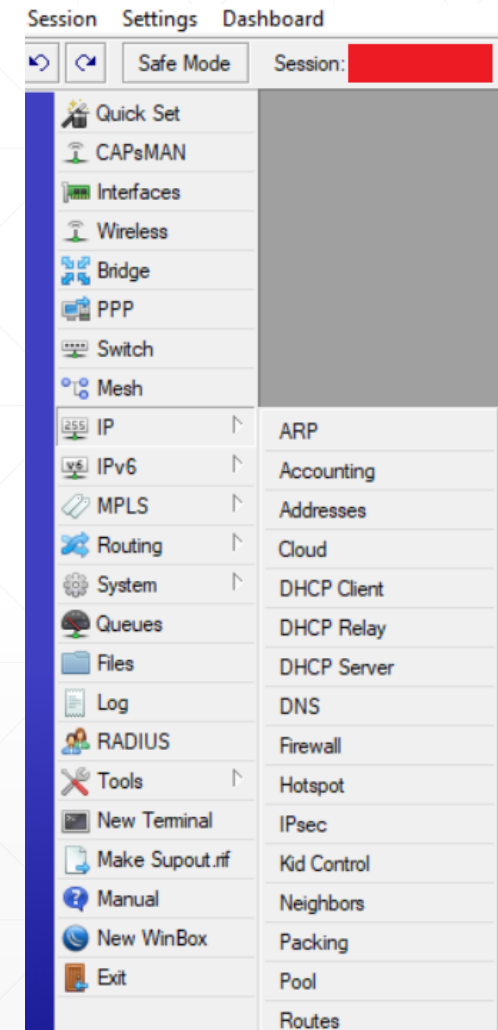 Session Settings Dashboard
Safe Mode Session:
Quick Set
CAPsMAN
Interfaces
Wireless
Bridge
PPP
Switch
Mesh
255 IP
v6 IPv6
MPLS
Routing
System
Queues
Files
Log
RADIUS
Tools
New Terminal
Make Supout.rif
Manual
New WinBox
Exit
ARP
Accounting
Addresses
Cloud
DHCP Client
DHCP Relay
DHCP Server
DNS
Firewall
Hotspot
IPsec
Kid Control
Neighbors
Packing
Pool
Routes